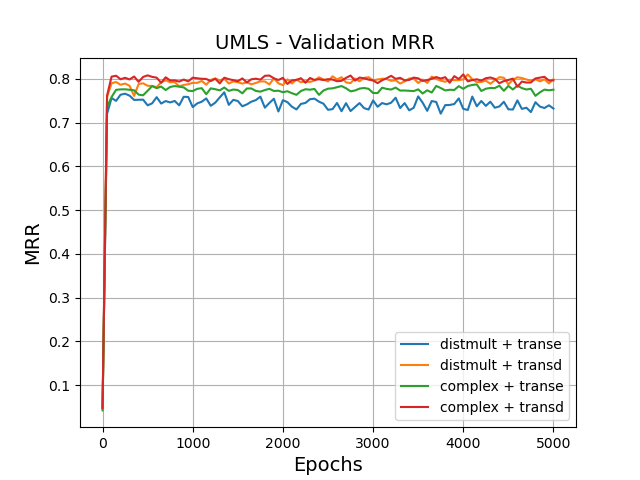 UMLS - Validation MRR
MRR
0.8
0.7
0.6
0.5
0.4
0.3
0.2
0.1
distmult + transe
distmult + transd
complex + transe
complex + transd
0 1000 2000 3000 4000 5000
Epochs